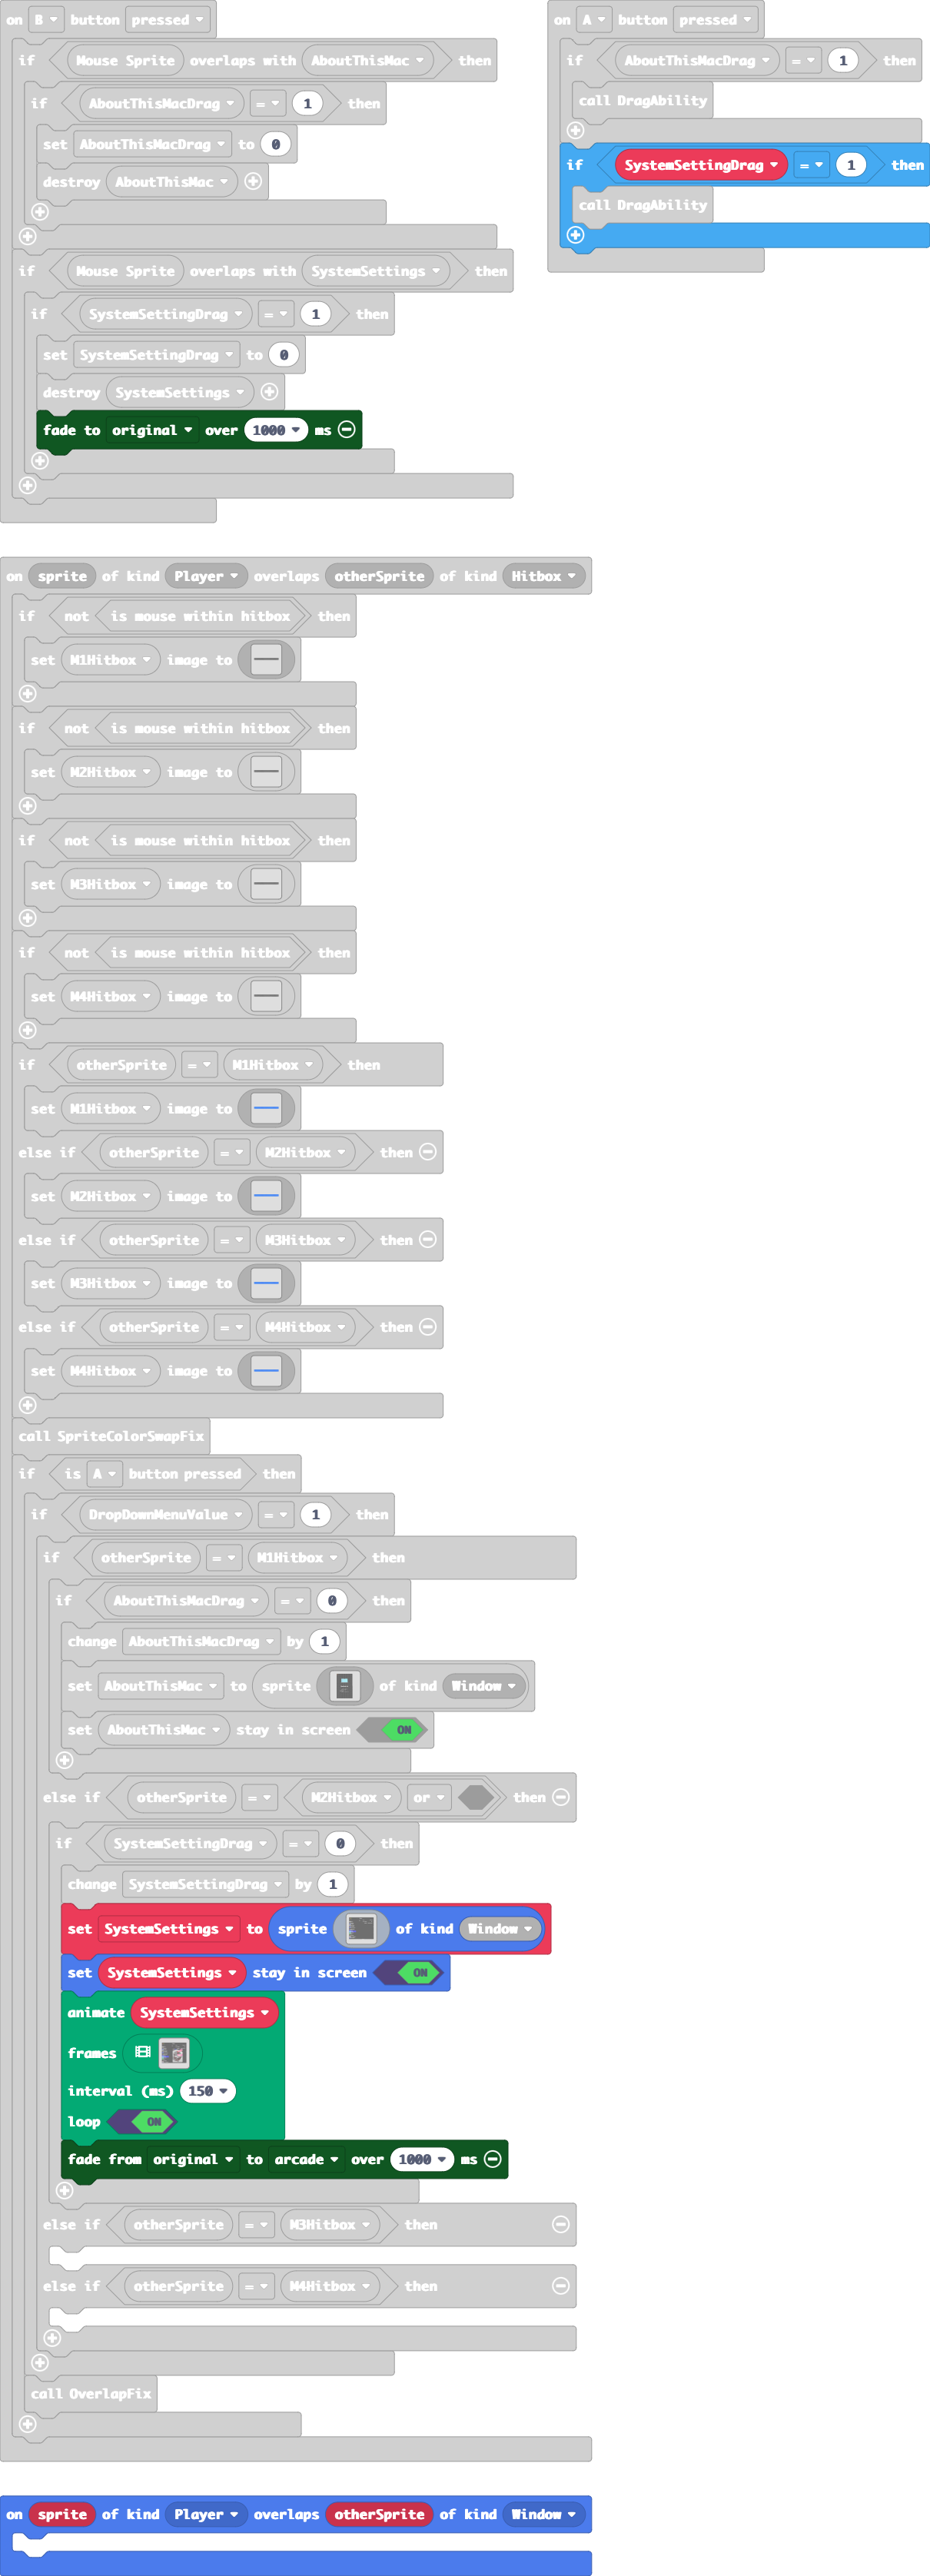 on B button pressed
if Mouse Sprite overlaps with AboutThisMac then
if AboutThisMacDrag = 1 then
set AboutThisMacDrag to 0
destroy AboutThisMac
if Mouse Sprite overlaps with SystemSettings then
if SystemSettingDrag = 1 then
set SystemSettingDrag to 0
destroy SystemSettings
fade to original over 1000 ms
on A button pressed
if AboutThisMacDrag = 1 then
call DragAbility
if SystemSettingDrag = 1 then
call DragAbility
on sprite of kind Player overlaps otherSprite of kind Hitbox
if not is mouse within hitbox then
set M1Hitbox image to
if not is mouse within hitbox then
set M2Hitbox image to
if not is mouse within hitbox then
set M3Hitbox image to
if not is mouse within hitbox then
set M4Hitbox image to
if otherSprite = M1Hitbox then
set M1Hitbox image to
else if otherSprite = M2Hitbox then
set M2Hitbox image to
else if otherSprite = M3Hitbox then
set M3Hitbox image to
else if otherSprite = M4Hitbox then
set M4Hitbox image to
call SpriteColorSwapFix
if is A button pressed then
if DropDownMenuValue = 1 then
if otherSprite = M1Hitbox then
if AboutThisMacDrag = 0 then
change AboutThisMacDrag by 1
set AboutThisMac to sprite of kind Window
set AboutThisMac stay in screen ON
else if otherSprite = M2Hitbox or then
if SystemSettingDrag = 0 then
change SystemSettingDrag by 1
set SystemSettings to sprite of kind Window
set SystemSettings stay in screen ON
animate SystemSettings
frames
interval (ms) 150
loop ON
fade from original to arcade over 1000 ms
else if otherSprite = M3Hitbox then
else if otherSprite = M4Hitbox then
call OverlapFix
on sprite of kind Player overlaps otherSprite of kind Window